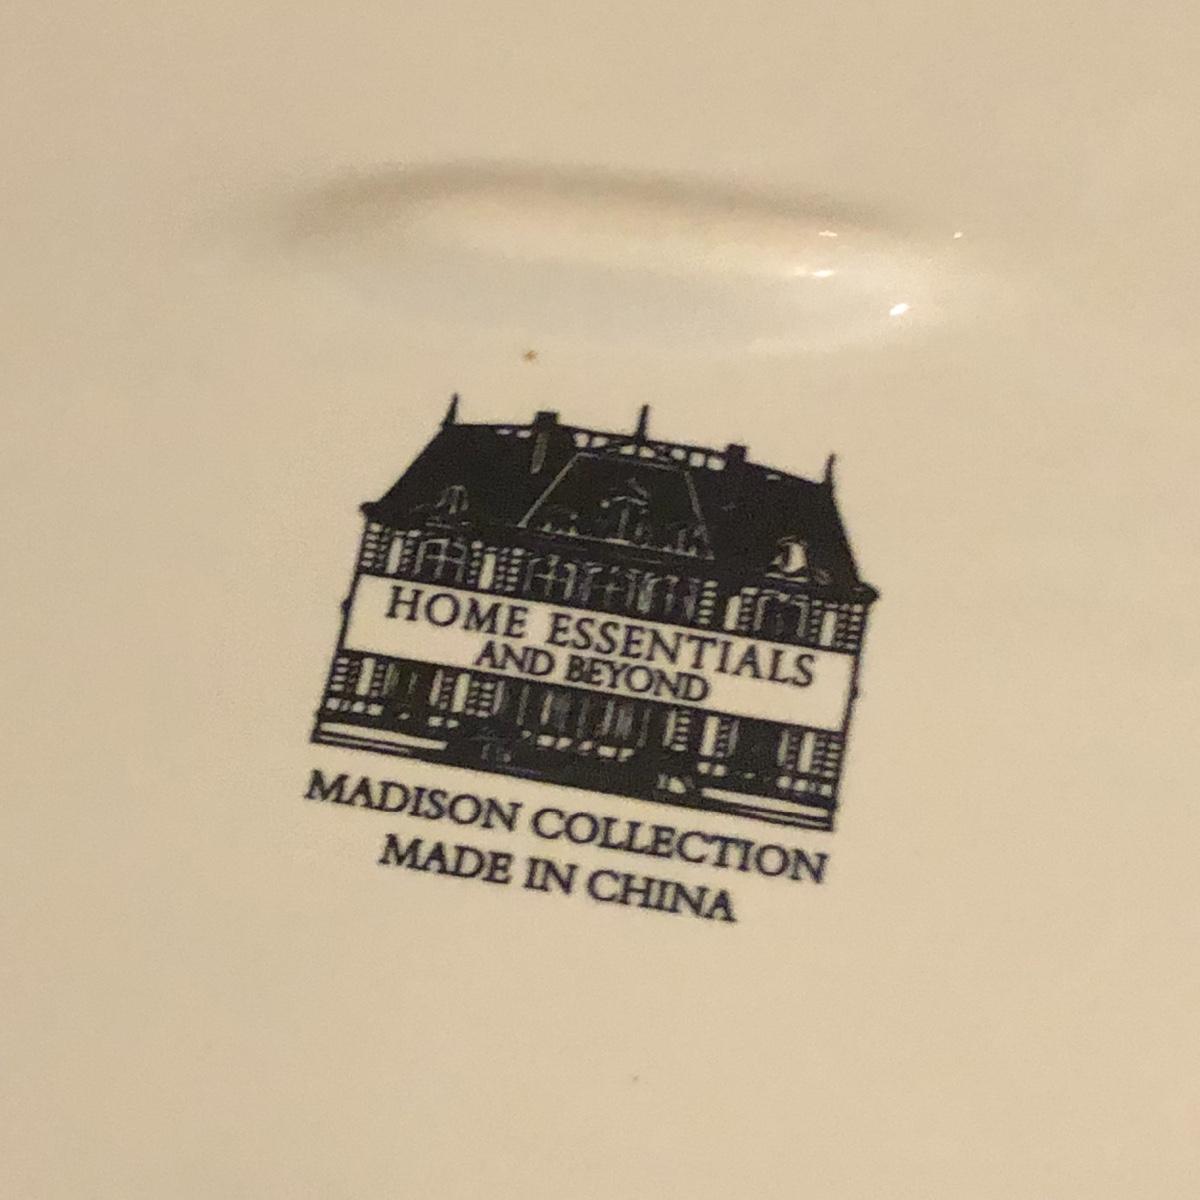 HOME ESSENTIALS
AND BEYOND
MADISON COLLECTION
MADE IN CHINA